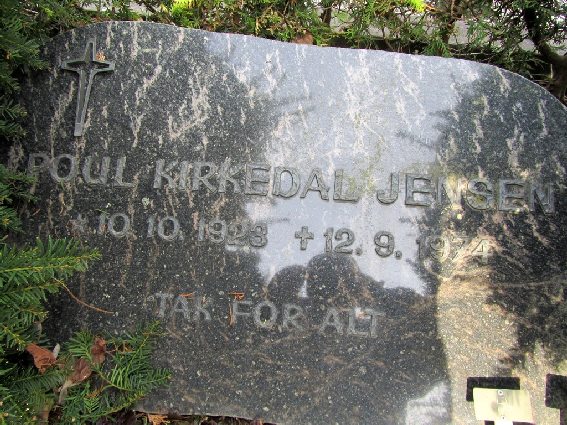 POUL KIRKEDAL JENSEN
* 10.10. 1923 † 12.9. 1974
TAK FOR ALT